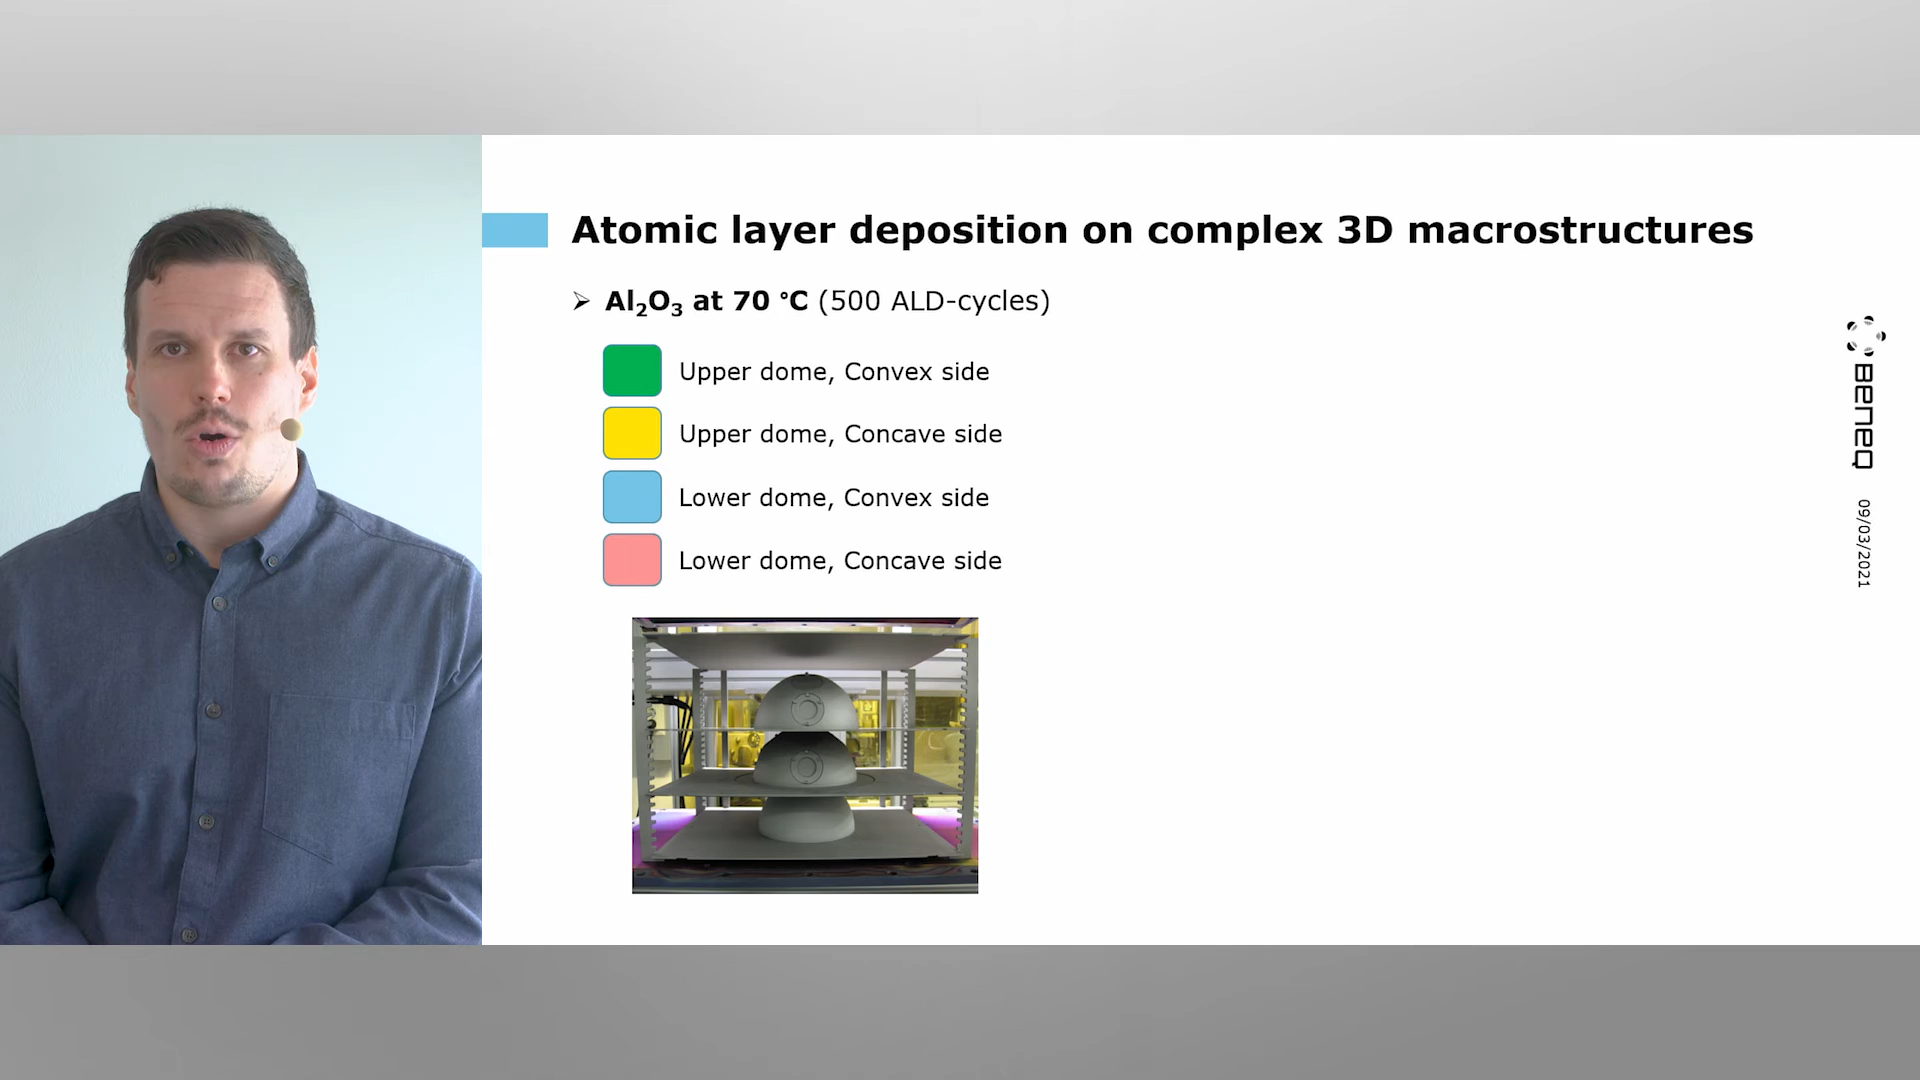 Atomic layer deposition on complex 3D macrostructures
➢ Al₂O₃ at 70 °C (500 ALD-cycles)
Upper dome, Convex side
Upper dome, Concave side
Lower dome, Convex side
Lower dome, Concave side
BENEQ
09/03/2021